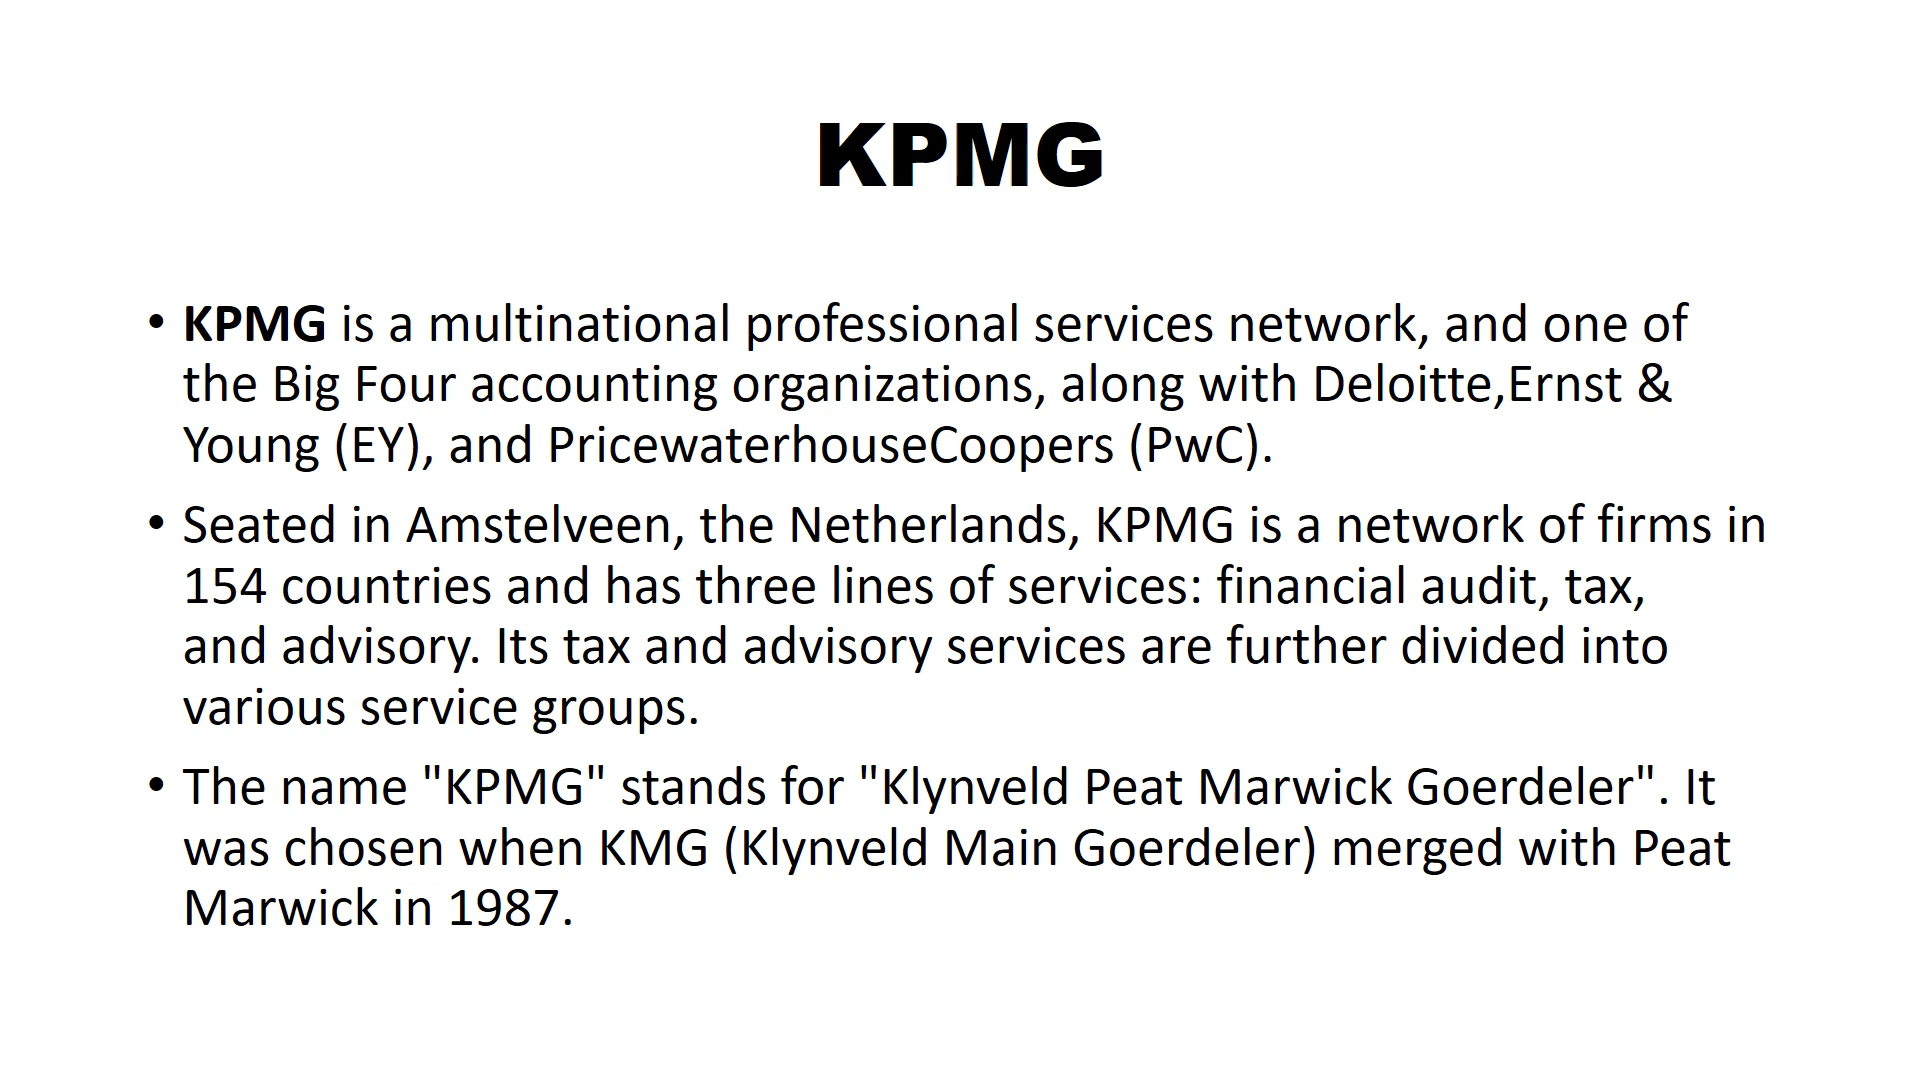 KPMG
• KPMG is a multinational professional services network, and one of
the Big Four accounting organizations, along with Deloitte,Ernst &
Young (EY), and PricewaterhouseCoopers (PwC).
• Seated in Amstelveen, the Netherlands, KPMG is a network of firms in
154 countries and has three lines of services: financial audit, tax,
and advisory. Its tax and advisory services are further divided into
various service groups.
• The name "KPMG" stands for "Klynveld Peat Marwick Goerdeler". It
was chosen when KMG (Klynveld Main Goerdeler) merged with Peat
Marwick in 1987.